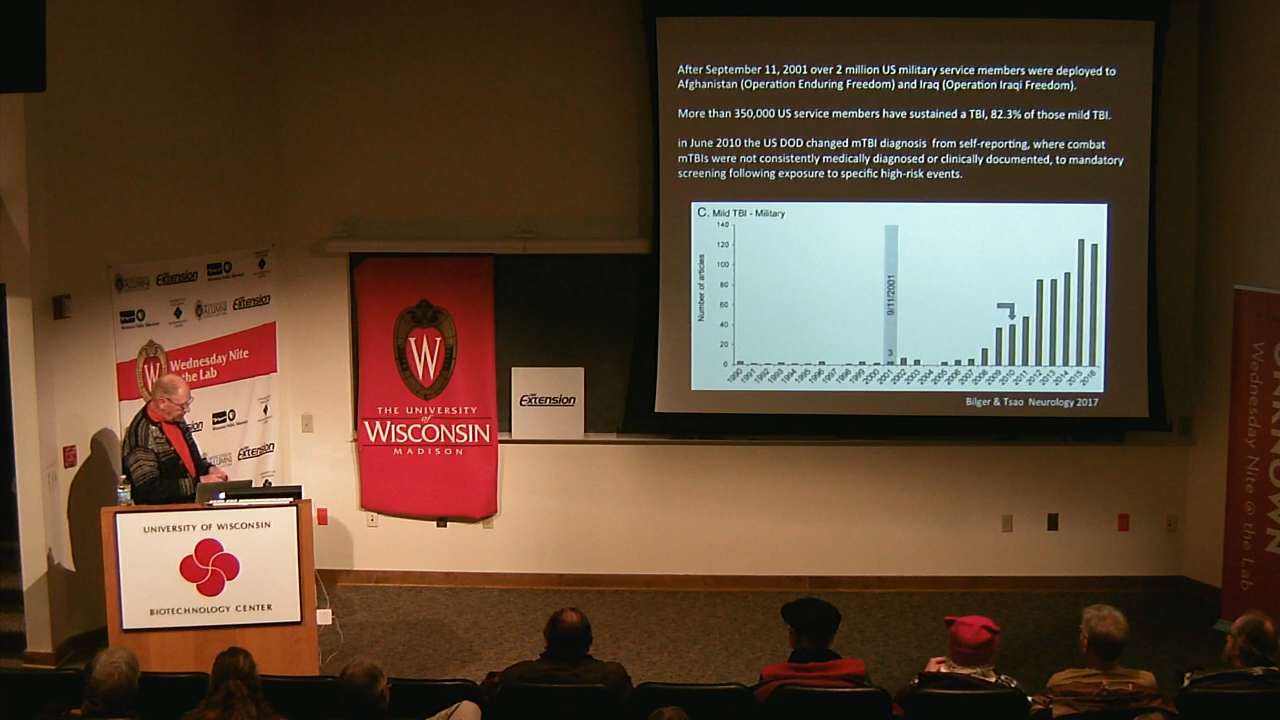 After September 11, 2001 over 2 million US military service members were deployed to
Afghanistan (Operation Enduring Freedom) and Iraq (Operation Iraqi Freedom).
More than 350,000 US service members have sustained a TBI, 82.3% of those mild TBI.
in June 2010 the US DOD changed mTBI diagnosis from self-reporting, where combat
mTBIs were not consistently medically diagnosed or clinically documented, to mandatory
screening following exposure to specific high-risk events.
C. Mild TBI - Military
Number of articles
140
120
100
80
60
40
20
0
9/11/2001
3
1990 1991 1992 1993 1994 1995 1996 1997 1998 1999 2000 2001 2002 2003 2004 2005 2006 2007 2008 2009 2010 2011 2012 2013 2014 2015 2016
Bilger & Tsao Neurology 2017
Extension
Extension
Wednesday Nite
the Lab
Extension
Extension
W
THE UNIVERSITY
of
WISCONSIN
MADISON
Extension
UNIVERSITY OF WISCONSIN
BIOTECHNOLOGY CENTER
Wednesday Nite @ the Lab